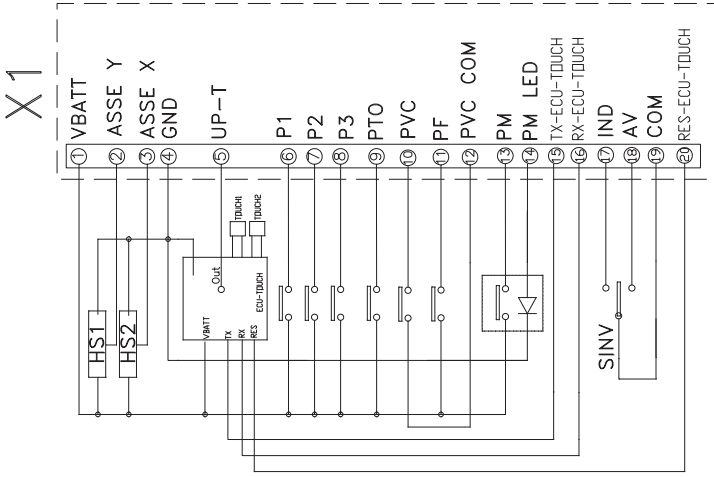 X1
VBATT
ASSE Y
ASSE X
GND
UP-T
P1
P2
P3
PTO
PVC
PF
PVC COM
PM
PM LED
TX-ECU-TOUCH
RX-ECU-TOUCH
IND
AV
COM
RES-ECU-TOUCH
1
2
3
4
5
6
7
8
9
10
11
12
13
14
15
16
17
18
19
20
TOUCH1
TOUCH2
Out
ECU-TOUCH
VBATT
TX
RX
RES
HS1
HS2
SINV